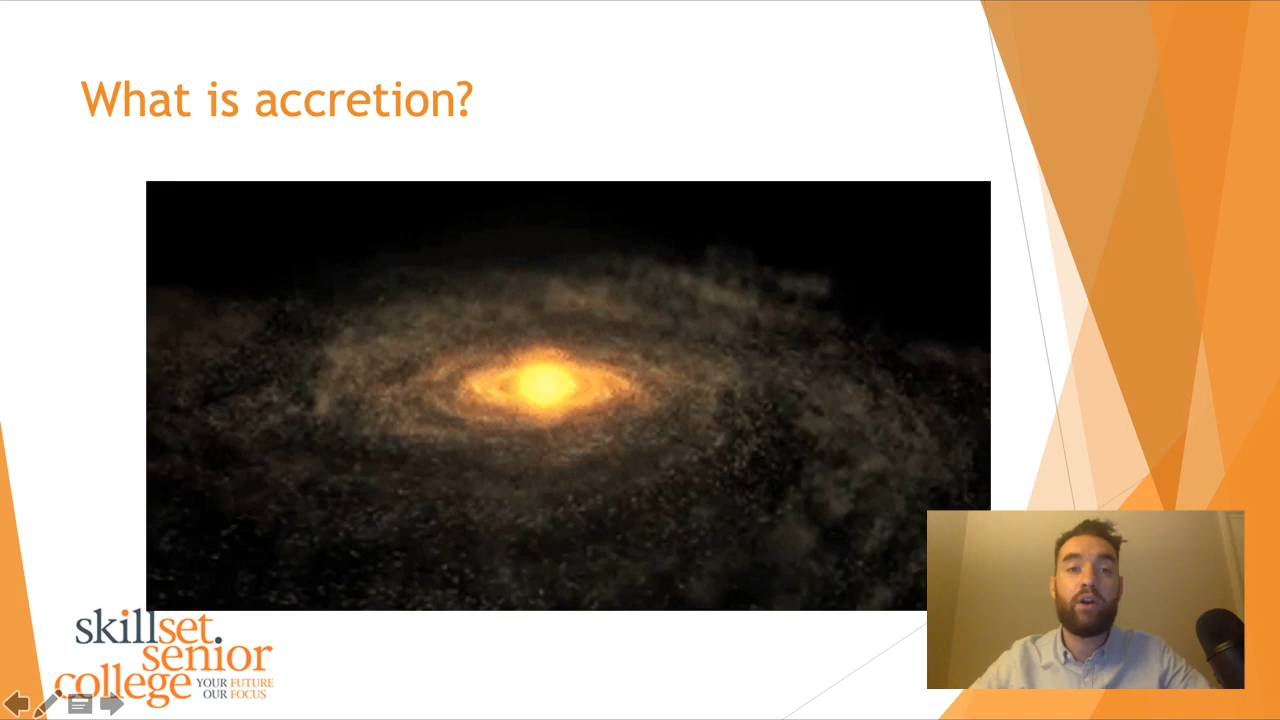 What is accretion?
skillset.
senior
college YOUR FUTURE
OUR FOCUS